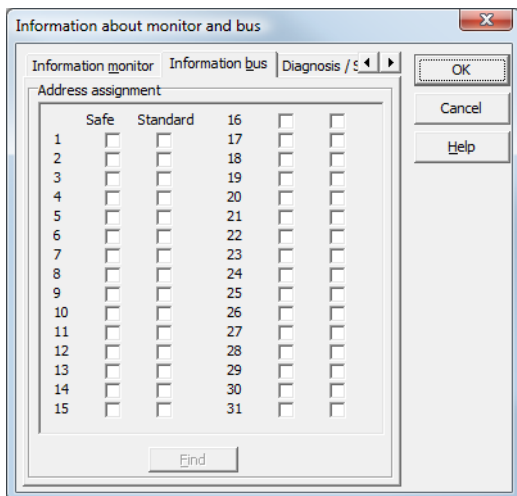 Information about monitor and bus
Information monitor Information bus Diagnosis / S
OK
Address assignment
Cancel
Safe Standard 16
1 17
Help
2 18
3 19
4 20
5 21
6 22
7 23
8 24
9 25
10 26
11 27
12 28
13 29
14 30
15 31
Find